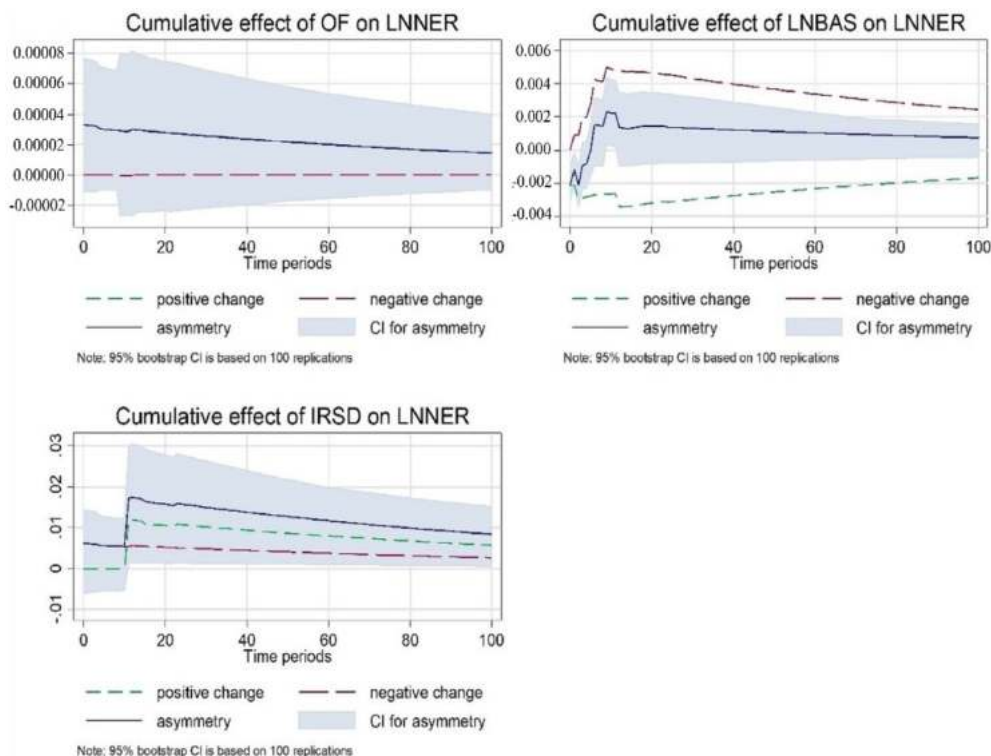 Cumulative effect of OF on LNNER
0.00008
0.00006
0.00004
0.00002
0.00000
-0.00002
0 20 40 60 80 100
Time periods
positive change negative change
asymmetry CI for asymmetry
Note: 95% bootstrap CI is based on 100 replications
Cumulative effect of LNBAS on LNNER
0.006
0.004
0.002
0.000
-0.002
-0.004
0 20 40 60 80 100
Time periods
positive change negative change
asymmetry CI for asymmetry
Note: 95% bootstrap CI is based on 100 replications
Cumulative effect of IRSD on LNNER
.03
.02
.01
0
-.01
0 20 40 60 80 100
Time periods
positive change negative change
asymmetry CI for asymmetry
Note: 95% bootstrap CI is based on 100 replications